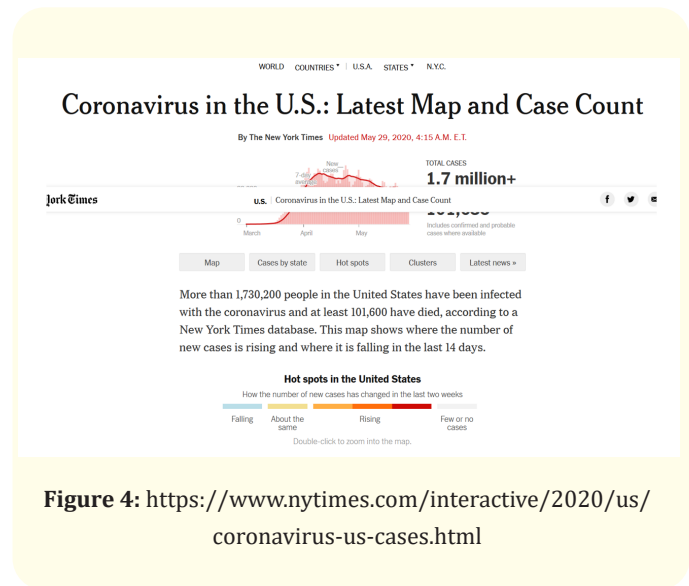 WORLD COUNTRIES U.S.A. STATES N.Y.C.
Coronavirus in the U.S.: Latest Map and Case Count
By The New York Times Updated May 29, 2020, 4:15 A.M. E.T.
New
cases
7-day
average
TOTAL CASES
1.7 million+
York Times
U.S. Coronavirus in the U.S.: Latest Map and Case Count
0
March April May
Includes confirmed and probable
cases where available
Map Cases by state Hot spots Clusters Latest news »
More than 1,730,200 people in the United States have been infected
with the coronavirus and at least 101,600 have died, according to a
New York Times database. This map shows where the number of
new cases is rising and where it is falling in the last 14 days.
Hot spots in the United States
How the number of new cases has changed in the last two weeks
Falling About the same Rising Few or no cases
Double-click to zoom into the map.
Figure 4: https://www.nytimes.com/interactive/2020/us/
coronavirus-us-cases.html